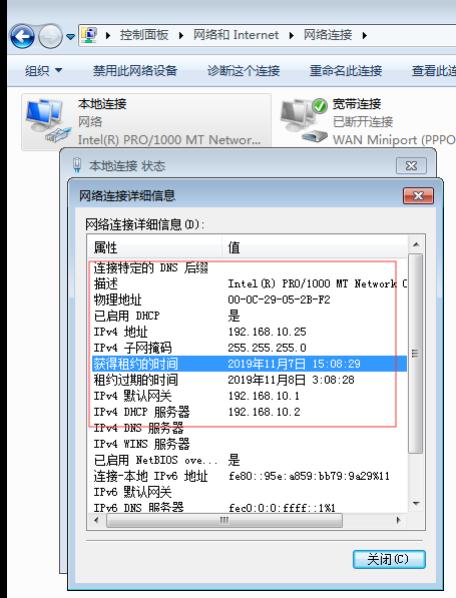 控制面板 ▸ 网络和 Internet ▸ 网络连接 ▸
组织 ▼ 禁用此网络设备 诊断这个连接 重命名此连接 查看此连
本地连接
网络
Intel(R) PRO/1000 MT Networ...
宽带连接
已断开连接
WAN Miniport (PPPO
本地连接 状态
网络连接详细信息
网络连接详细信息(D):
属性 值
连接特定的 DNS 后缀
描述 Intel(R) PRO/1000 MT Network C
物理地址 00-0C-29-05-2B-F2
已启用 DHCP 是
IPv4 地址 192.168.10.25
IPv4 子网掩码 255.255.255.0
获得租约的时间 2019年11月7日 15:08:29
租约过期的时间 2019年11月8日 3:08:28
IPv4 默认网关 192.168.10.1
IPv4 DHCP 服务器 192.168.10.2
IPv4 DNS 服务器
IPv4 WINS 服务器
已启用 NetBIOS ove... 是
连接-本地 IPv6 地址 fe80::95e:a859:bb79:9a29%11
IPv6 默认网关
IPv6 DNS 服务器 fec0:0:0:ffff::1%1
关闭(C)